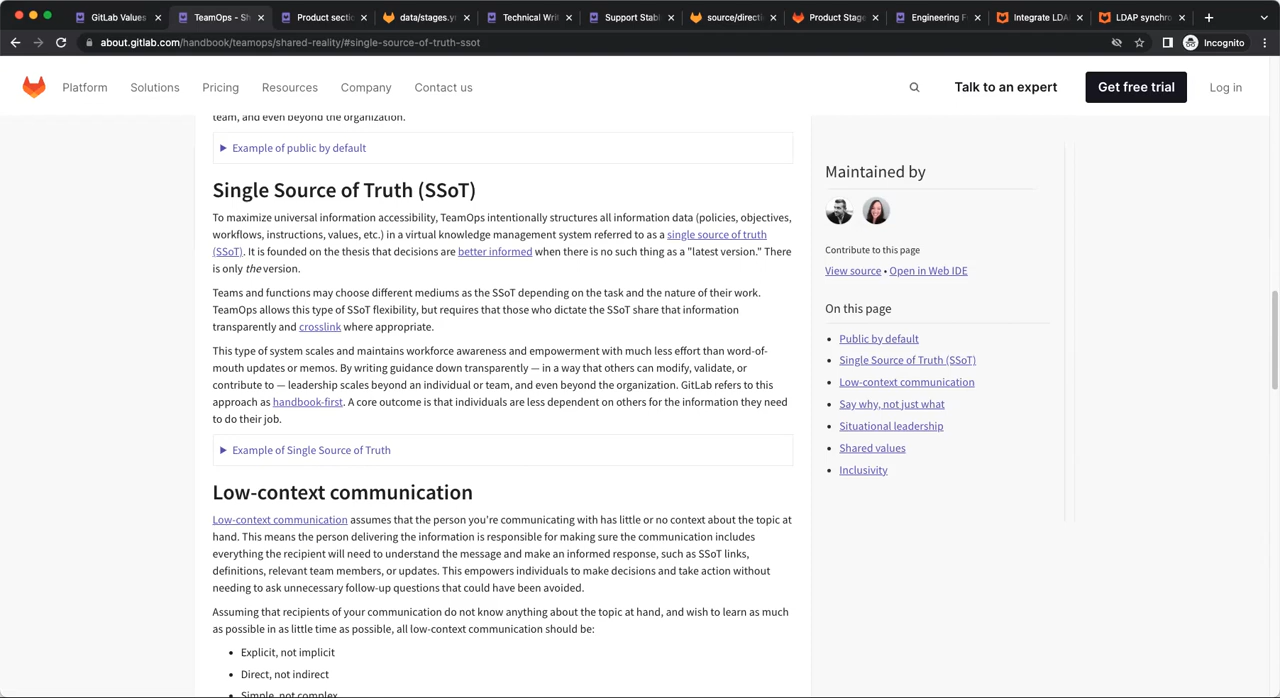 GitLab Values
TeamOps - Sh
Product secti
data/stages.y
Technical Wri
Support Stabl
source/directi
Product Stage
Engineering F
Integrate LDA
LDAP synchro
about.gitlab.com/handbook/teamops/shared-reality/#single-source-of-truth-ssot
Incognito
Platform
Solutions
Pricing
Resources
Company
Contact us
Talk to an expert
Get free trial
Log in
team, and even beyond the organization.
Example of public by default
Single Source of Truth (SSoT)
To maximize universal information accessibility, TeamOps intentionally structures all information data (policies, objectives,
workflows, instructions, values, etc.) in a virtual knowledge management system referred to as a single source of truth
(SSoT). It is founded on the thesis that decisions are better informed when there is no such thing as a "latest version." There
is only the version.
Teams and functions may choose different mediums as the SSoT depending on the task and the nature of their work.
TeamOps allows this type of SSoT flexibility, but requires that those who dictate the SSoT share that information
transparently and crosslink where appropriate.
This type of system scales and maintains workforce awareness and empowerment with much less effort than word-of-
mouth updates or memos. By writing guidance down transparently — in a way that others can modify, validate, or
contribute to — leadership scales beyond an individual or team, and even beyond the organization. GitLab refers to this
approach as handbook-first. A core outcome is that individuals are less dependent on others for the information they need
to do their job.
Example of Single Source of Truth
Low-context communication
Low-context communication assumes that the person you're communicating with has little or no context about the topic at
hand. This means the person delivering the information is responsible for making sure the communication includes
everything the recipient will need to understand the message and make an informed response, such as SSoT links,
definitions, relevant team members, or updates. This empowers individuals to make decisions and take action without
needing to ask unnecessary follow-up questions that could have been avoided.
Assuming that recipients of your communication do not know anything about the topic at hand, and wish to learn as much
as possible in as little time as possible, all low-context communication should be:
• Explicit, not implicit
• Direct, not indirect
• Simple, not complex
Maintained by
Contribute to this page
View source • Open in Web IDE
On this page
• Public by default
• Single Source of Truth (SSoT)
• Low-context communication
• Say why, not just what
• Situational leadership
• Shared values
• Inclusivity